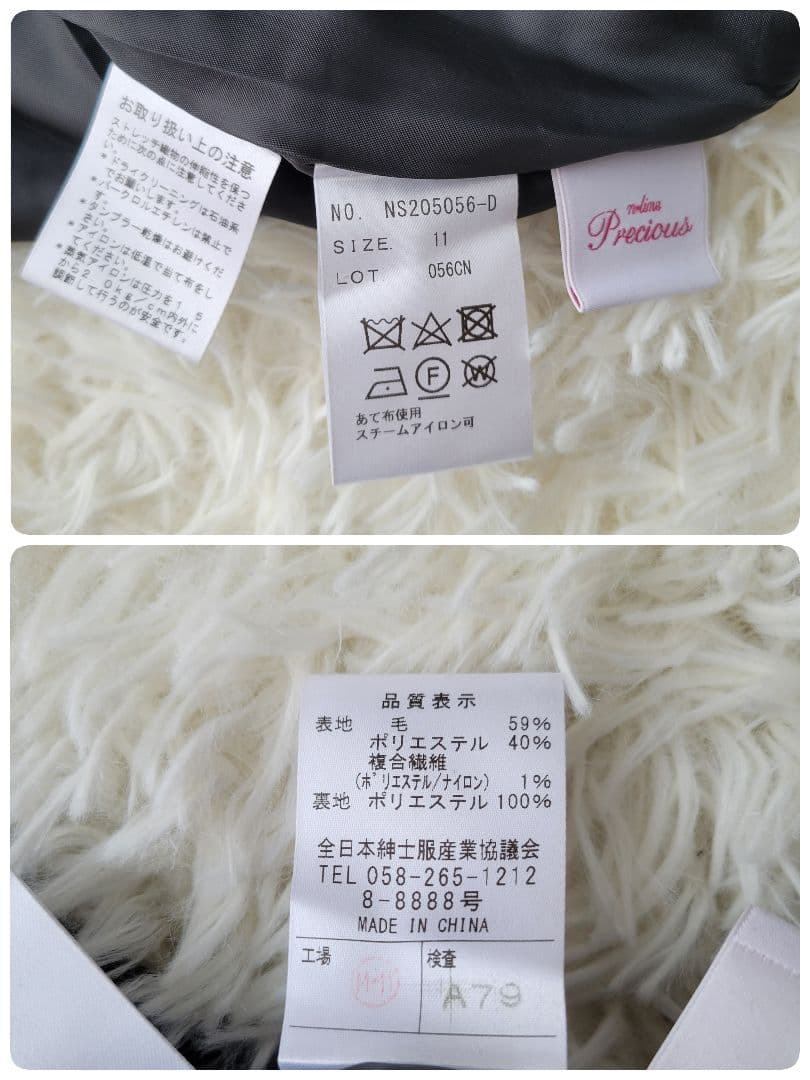 お取り扱い上の注意
ストレッチ織物の伸縮性を保つ
ために次の点に注意してくださ
い。
*ドライクリーニングは石油系
でお願いします。
*パークロルエチレンは禁止で
す。
*タンブラー乾燥はお避けくだ
さい。
*アイロンは低温で当て布をし
てください。
*蒸気アイロンは圧力を1.5
から2.0kg/cm内外に
調節して行うのが安全です。
NO. NS205056-D
SIZE. 11
LOT. 056CN
F
W
あて布使用
スチームアイロン可
n-line
Precious
品質表示
表地 毛 59%
ポリエステル 40%
複合繊維
(ポリエステル/ナイロン) 1%
裏地 ポリエステル 100%
全日本紳士服産業協議会
TEL 058-265-1212
8-8888号
MADE IN CHINA
工場 検査
A79